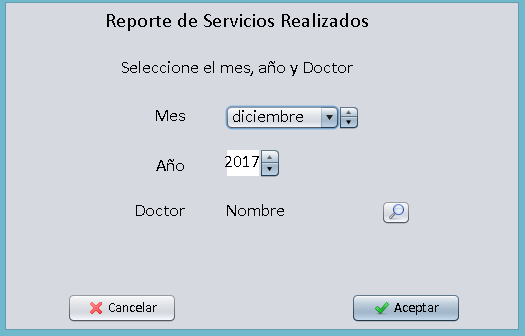 Reporte de Servicios Realizados
Seleccione el mes, año y Doctor
Mes diciembre
Año 2017
Doctor Nombre
Cancelar Aceptar